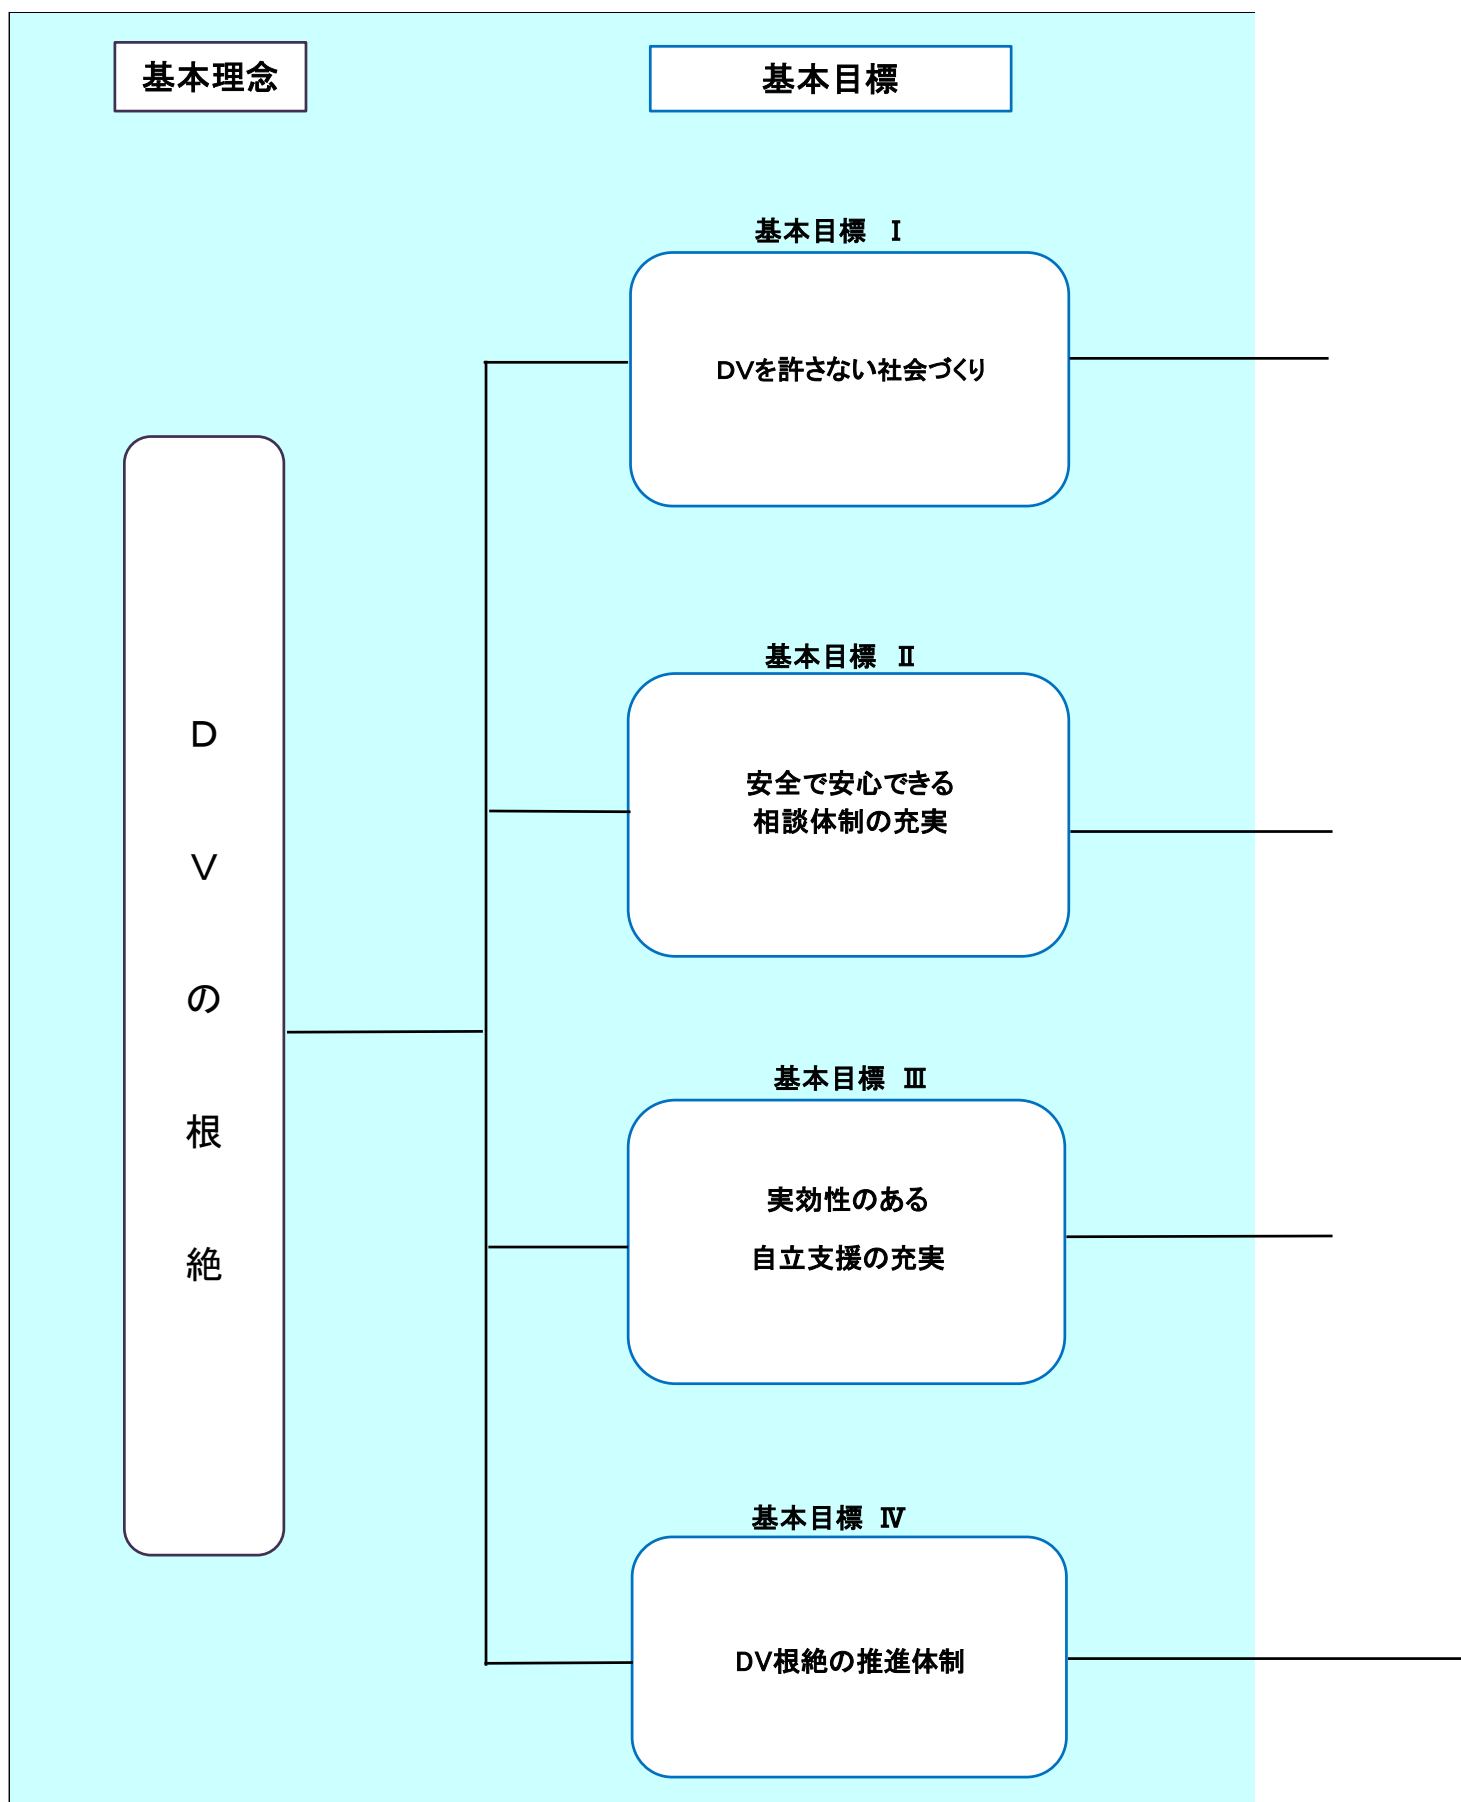 基本理念
基本目標
DVの根絶
基本目標 Ⅰ
DVを許さない社会づくり
基本目標 Ⅱ
安全で安心できる
相談体制の充実
基本目標 Ⅲ
実効性のある
自立支援の充実
基本目標 Ⅳ
DV根絶の推進体制